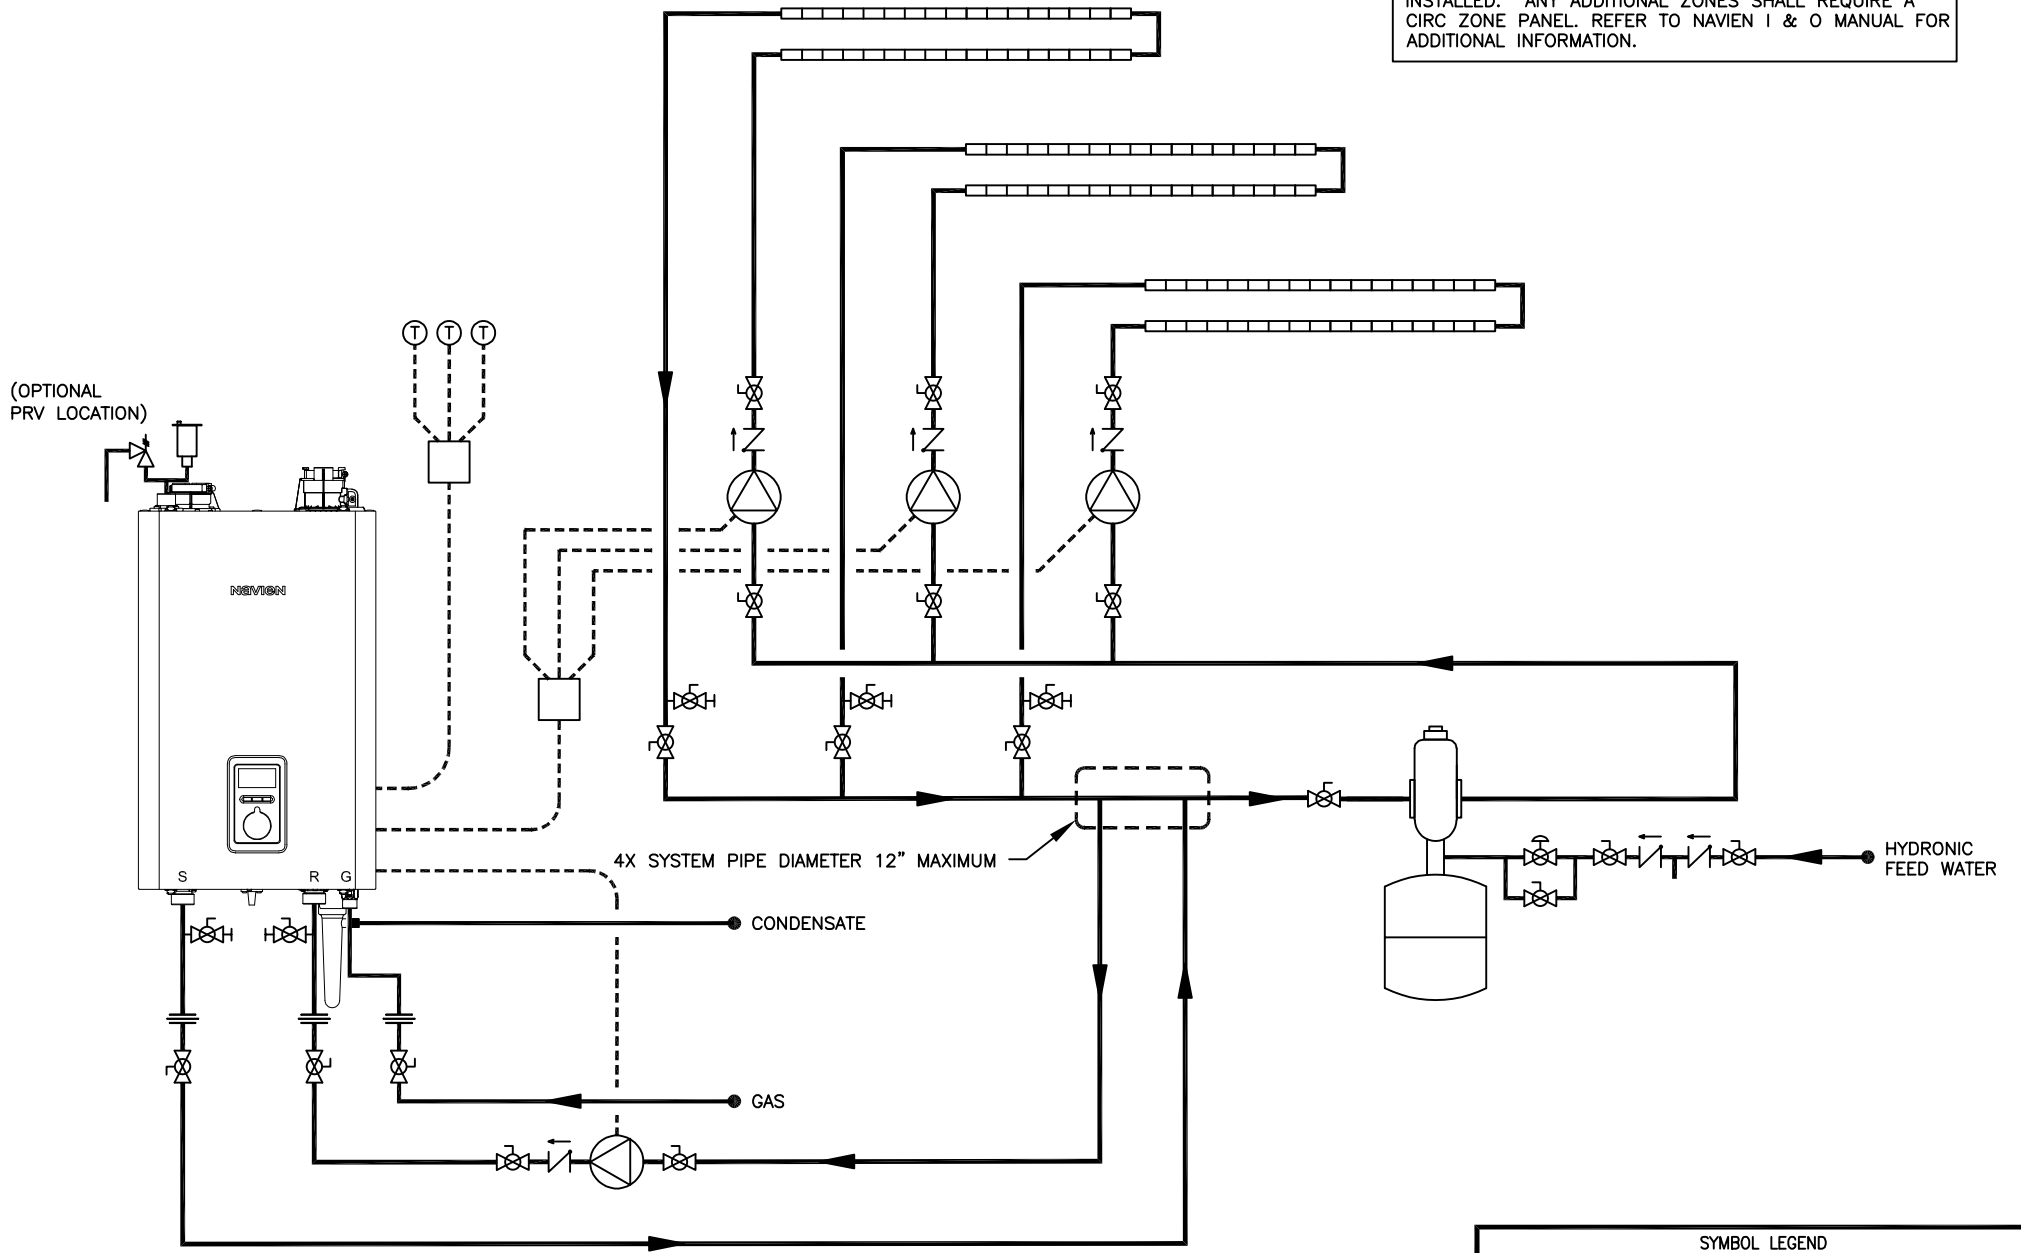 INSTALLED. ANY ADDITIONAL ZONES SHALL REQUIRE A
CIRC ZONE PANEL. REFER TO NAVIEN I & O MANUAL FOR
ADDITIONAL INFORMATION.
T T T
(OPTIONAL
PRV LOCATION)
NAVIEN
4X SYSTEM PIPE DIAMETER 12" MAXIMUM
HYDRONIC
FEED WATER
S R G
CONDENSATE
GAS
SYMBOL LEGEND